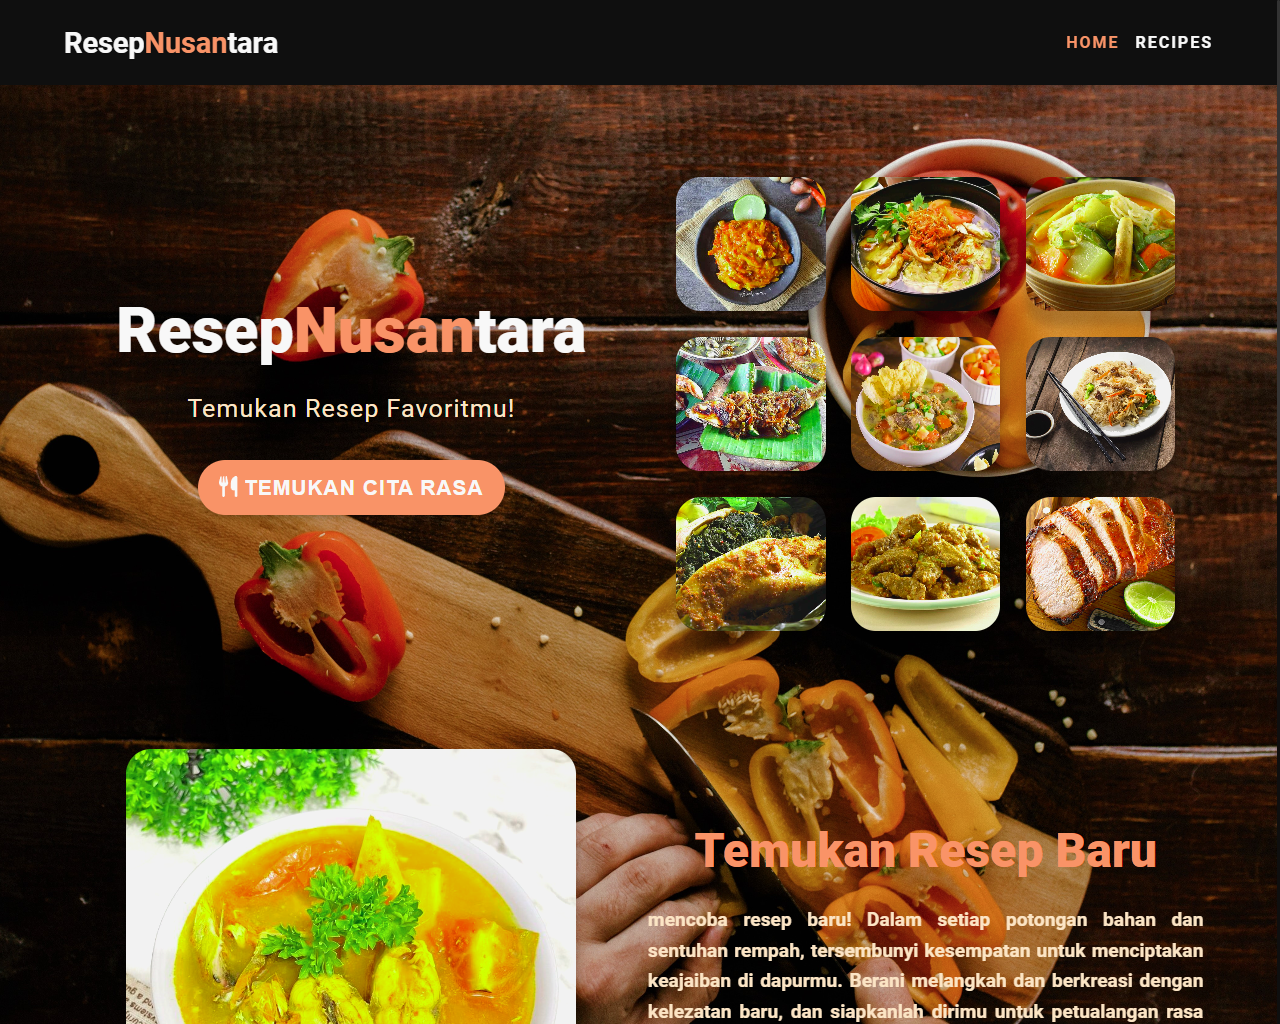 ResepNusantara
HOME RECIPES
ResepNusantara
Temukan Resep Favoritmu!
TEMUKAN CITA RASA
Temukan Resep Baru
mencoba resep baru! Dalam setiap potongan bahan dan
sentuhan rempah, tersembunyi kesempatan untuk menciptakan
keajaiban di dapurmu. Berani melangkah dan berkreasi dengan
kelezatan baru, dan siapkanlah dirimu untuk petualangan rasa